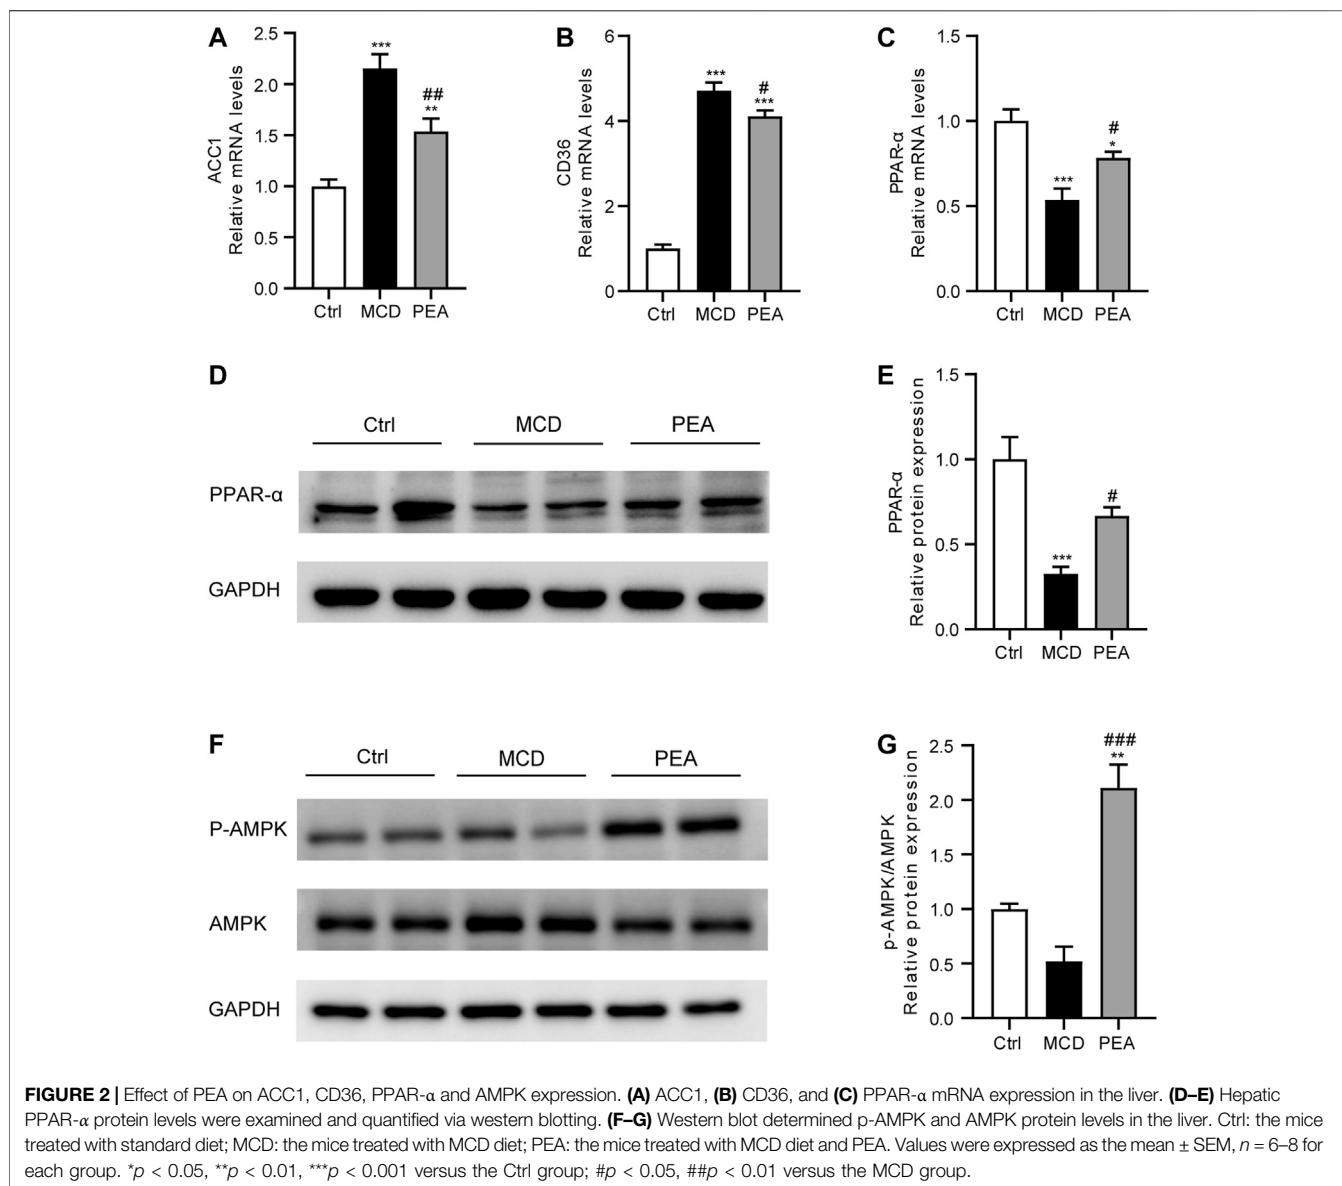 A
ACC1
Relative mRNA levels
2.5
2.0
1.5
1.0
0.5
0.0
***
##
**
Ctrl MCD PEA
B
CD36
Relative mRNA levels
6
4
2
0
***
#
***
Ctrl MCD PEA
C
PPAR-α
Relative mRNA levels
1.5
1.0
0.5
0.0
***
#
*
Ctrl MCD PEA
D
Ctrl MCD PEA
PPAR-α
GAPDH
E
PPAR-α
Relative protein expression
1.5
1.0
0.5
0.0
***
#
Ctrl MCD PEA
F
Ctrl MCD PEA
P-AMPK
AMPK
GAPDH
G
p-AMPK/AMPK
Relative protein expression
2.5
2.0
1.5
1.0
0.5
0.0
###
**
Ctrl MCD PEA
FIGURE 2 | Effect of PEA on ACC1, CD36, PPAR-α and AMPK expression. (A) ACC1, (B) CD36, and (C) PPAR-α mRNA expression in the liver. (D–E) Hepatic
PPAR-α protein levels were examined and quantified via western blotting. (F–G) Western blot determined p-AMPK and AMPK protein levels in the liver. Ctrl: the mice
treated with standard diet; MCD: the mice treated with MCD diet; PEA: the mice treated with MCD diet and PEA. Values were expressed as the mean ± SEM, n = 6–8 for
each group. *p < 0.05, **p < 0.01, ***p < 0.001 versus the Ctrl group; #p < 0.05, ##p < 0.01 versus the MCD group.